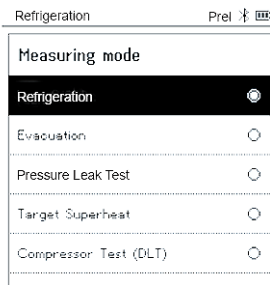 Refrigeration Prel
Measuring mode
Refrigeration
Evacuation
Pressure Leak Test
Target Superheat
Compressor Test (DLT)